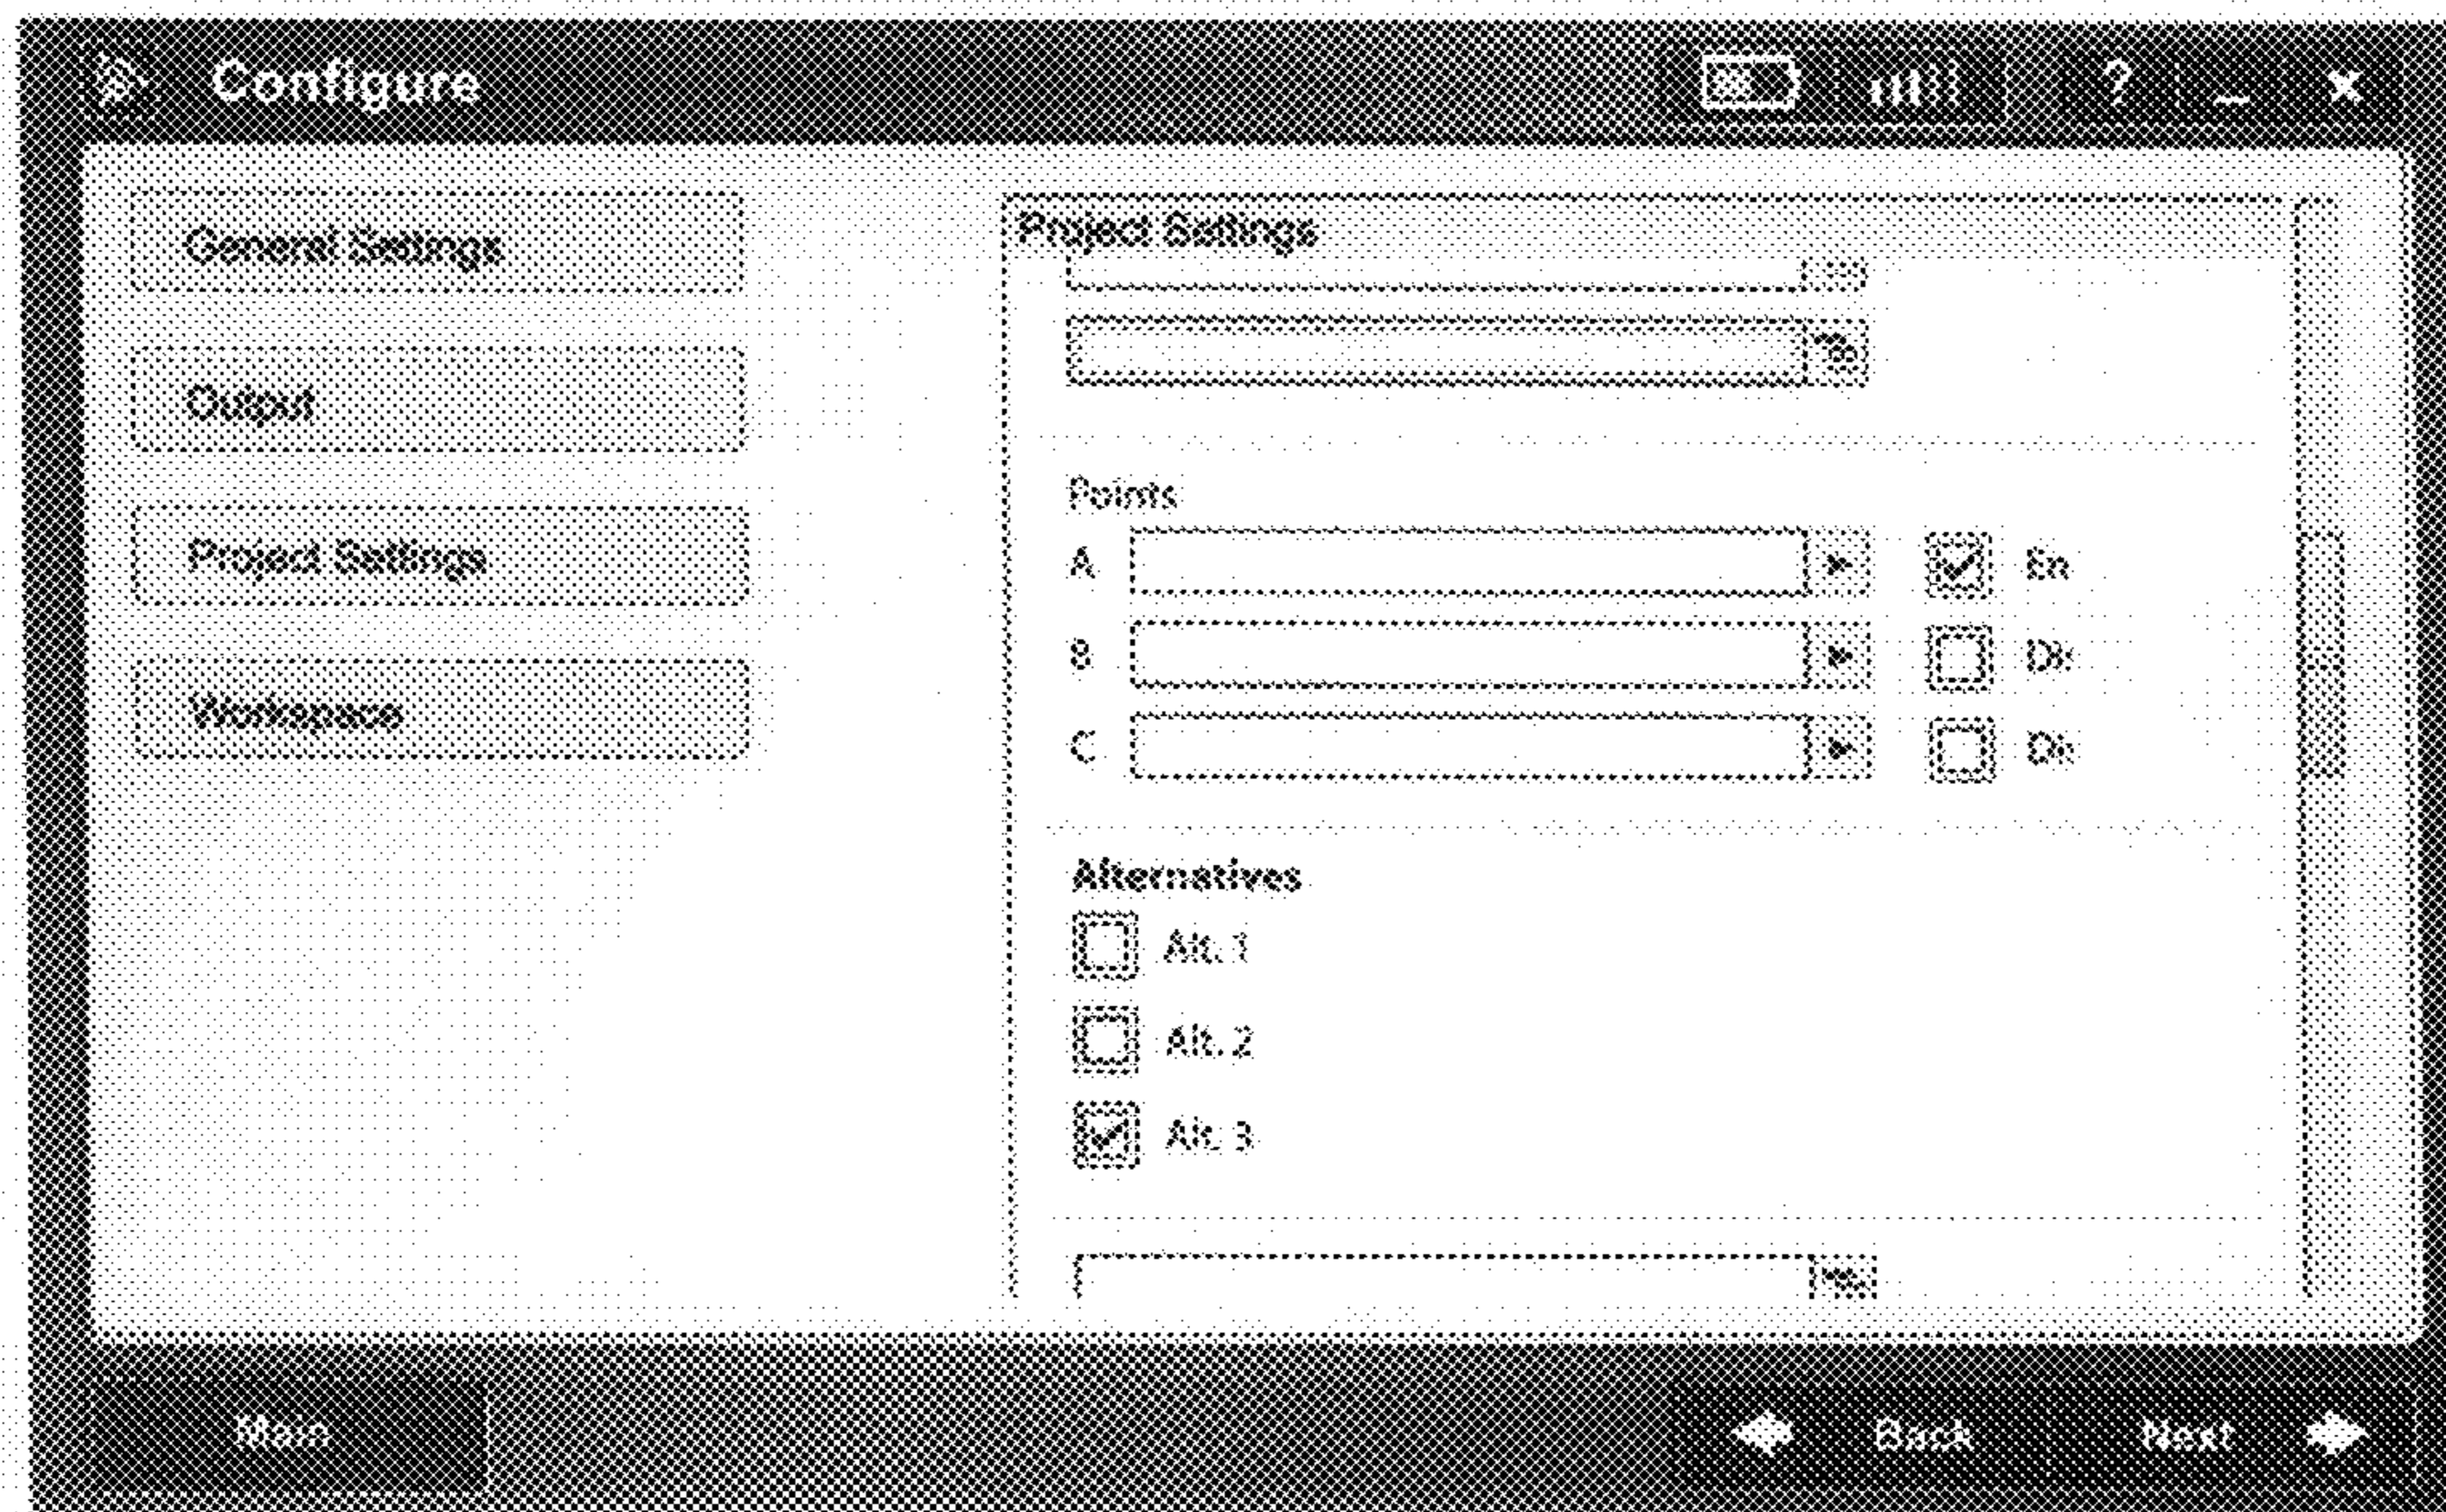 Configure ?
General Settings
Output
Project Settings
Workspace
Project Settings
Points
A En
B
C
Alternatives
Alt. 1
Alt. 2
Alt. 3
Main
Back Next